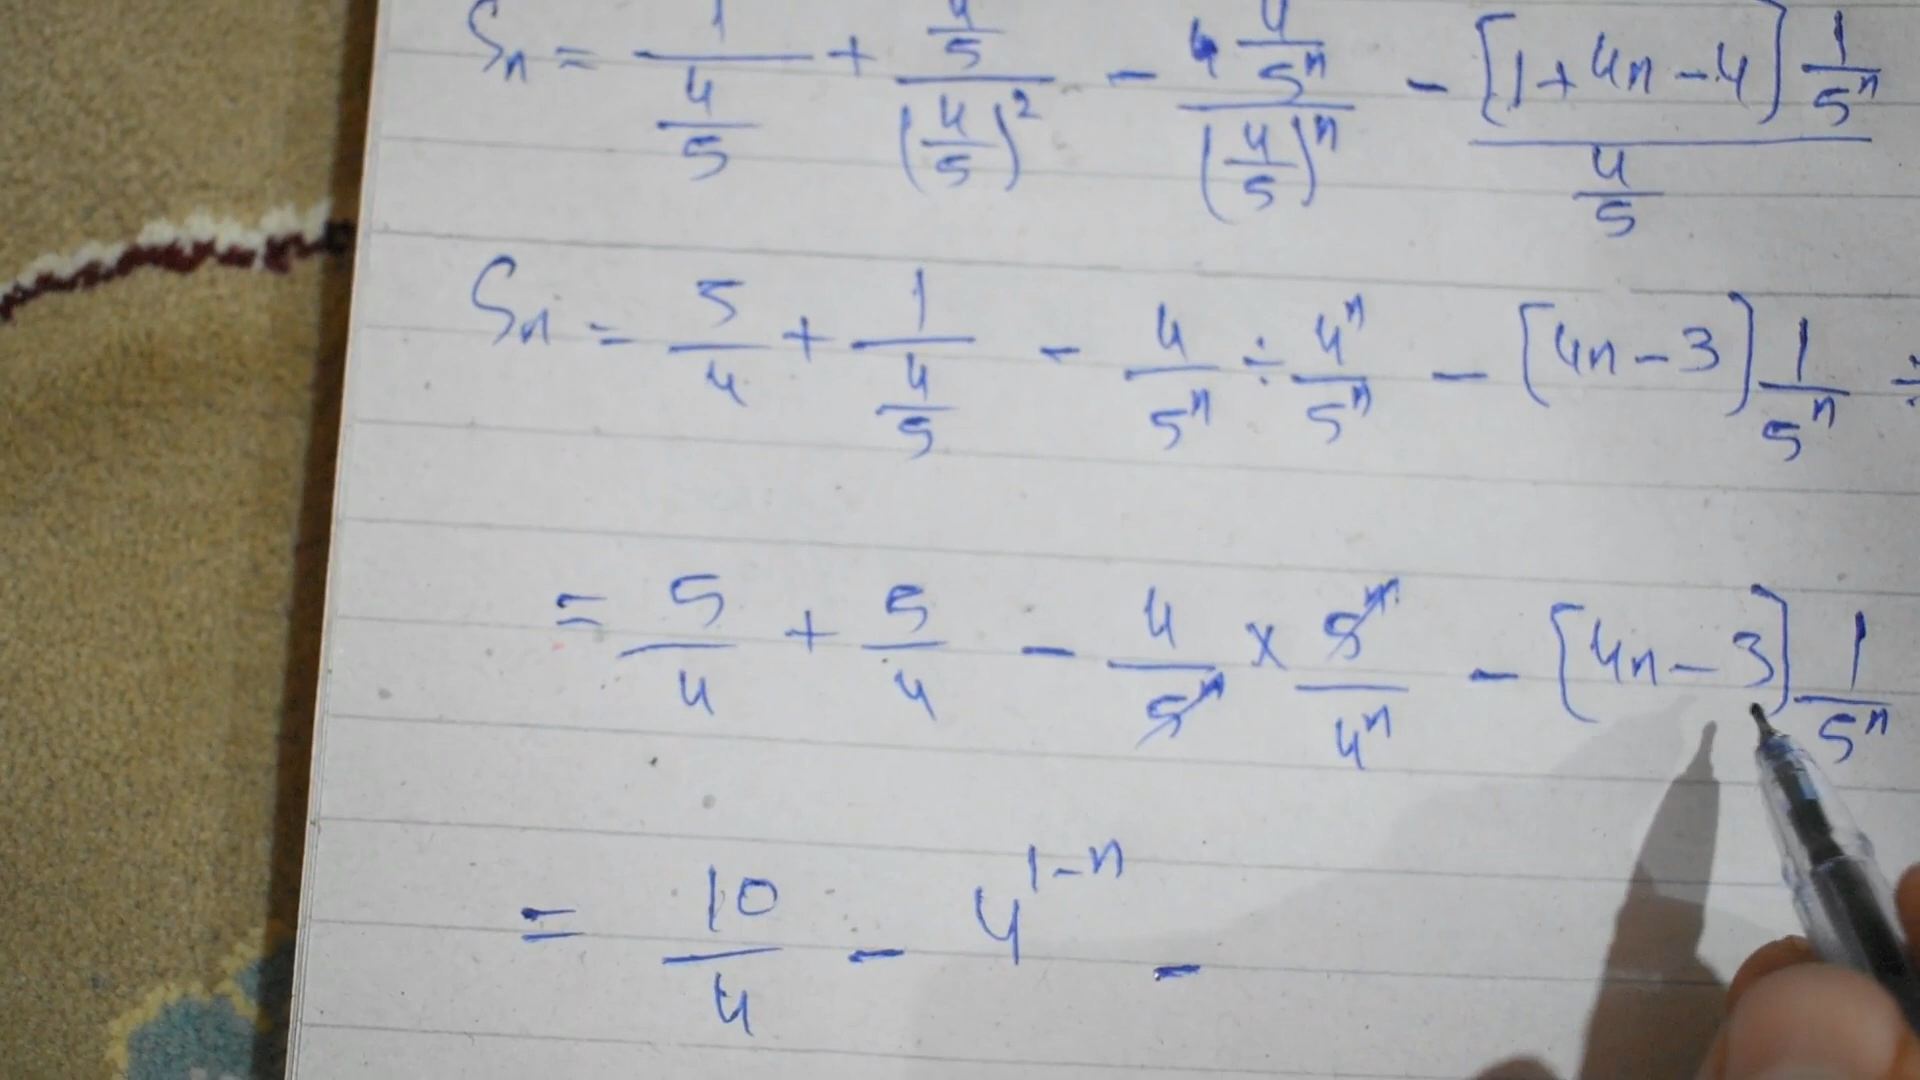 Sn = 1/(4/5) + (4/5)/(4/5)² - (4/5ⁿ)/(4/5)ⁿ - [1+4n-4] 1/5ⁿ/(4/5)
Sn = 5/4 + 1/(4/5) - 4/5ⁿ ÷ 4ⁿ/5ⁿ - [4n-3] 1/5ⁿ ÷
= 5/4 + 5/4 - 4/5ⁿ × 5ⁿ/4ⁿ - [4n-3] 1/5ⁿ
= 10/4 - 4¹⁻ⁿ -